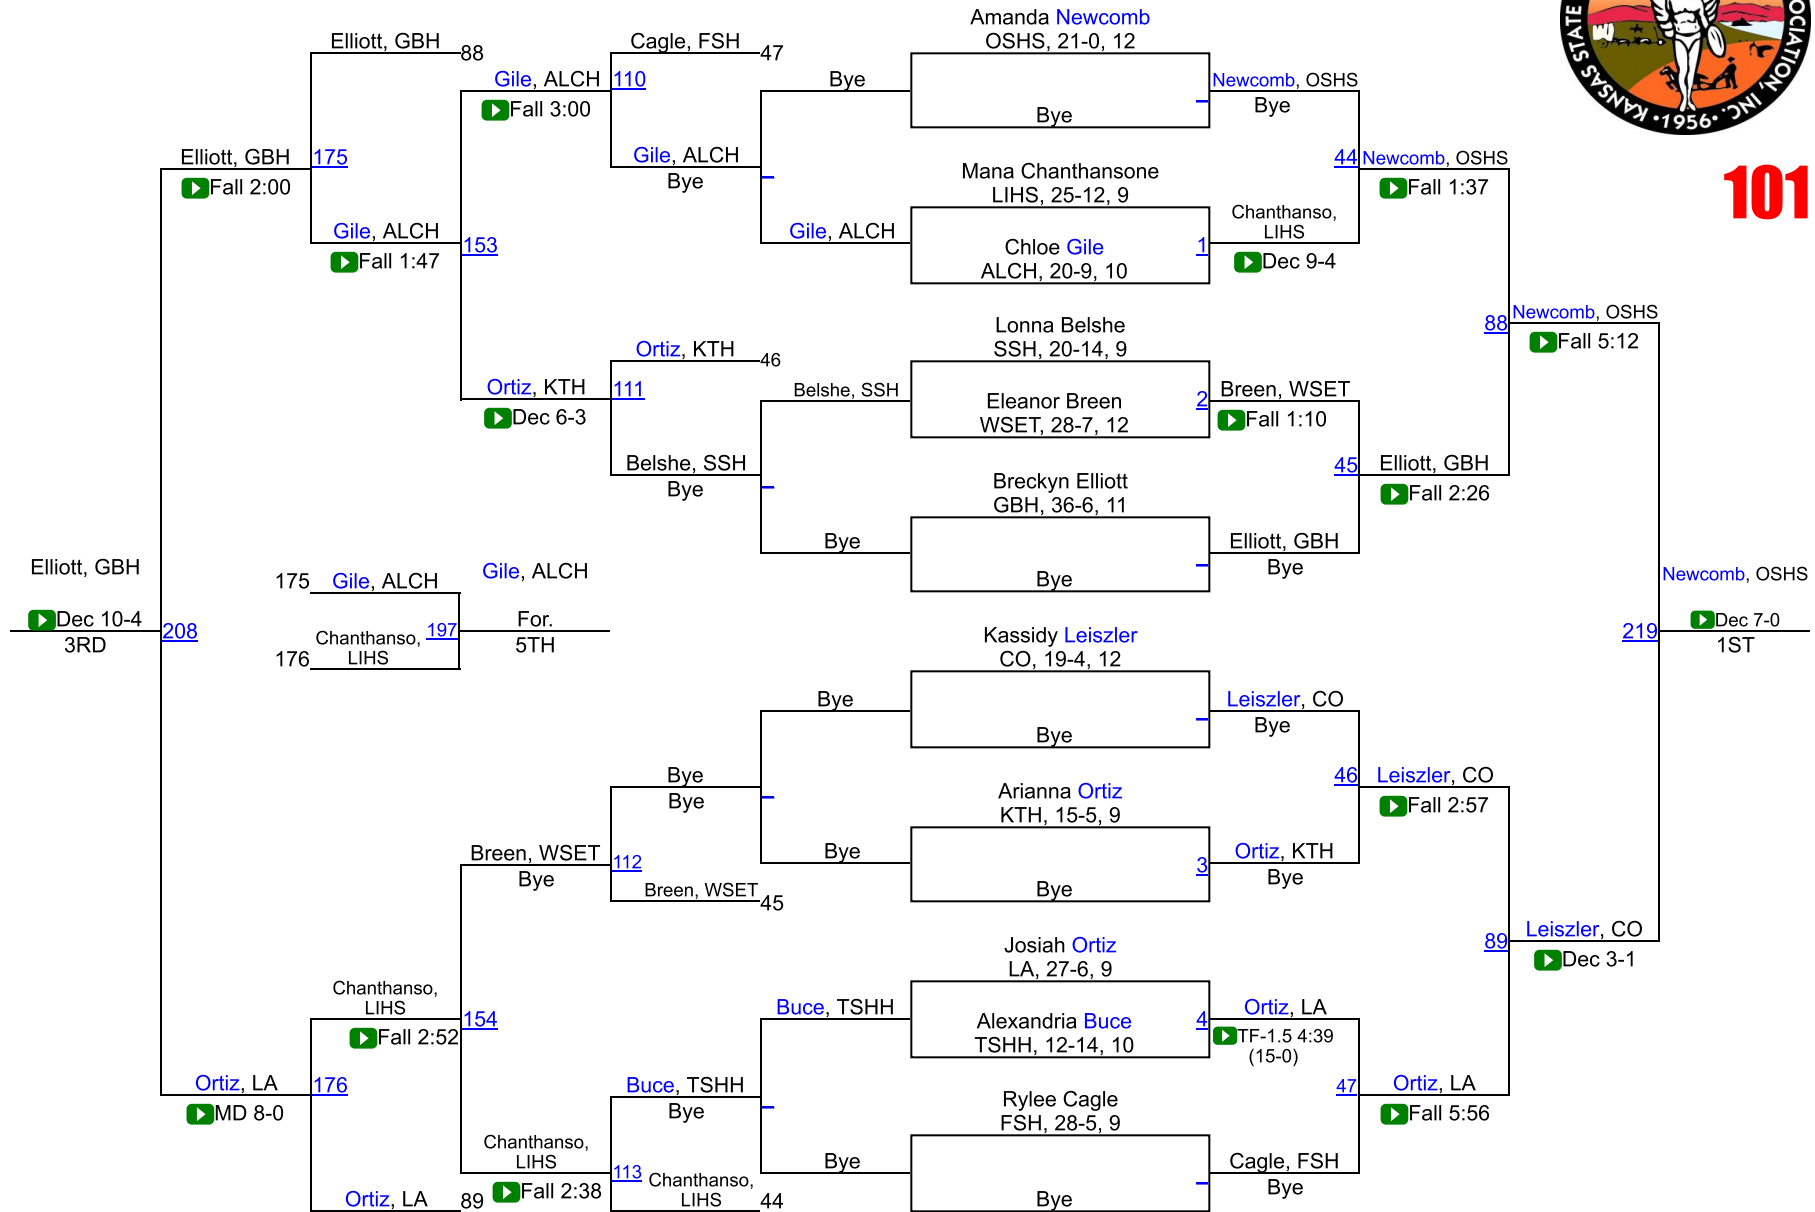 Amanda Newcomb
OSHS, 21-0, 12
Bye
Mana Chanthansone
LIHS, 25-12, 9
Chloe Gile
ALCH, 20-9, 10
Lonna Belshe
SSH, 20-14, 9
Eleanor Breen
WSET, 28-7, 12
Breckyn Elliott
GBH, 36-6, 11
Bye
Kassidy Leiszler
CO, 19-4, 12
Bye
Arianna Ortiz
KTH, 15-5, 9
Bye
Josiah Ortiz
LA, 27-6, 9
Alexandria Buce
TSHH, 12-14, 10
Rylee Cagle
FSH, 28-5, 9
Bye
Newcomb, OSHS
Bye
1
Chanthanso,
LIHS
Dec 9-4
2
Breen, WSET
Fall 1:10
Elliott, GBH
Bye
Leiszler, CO
Bye
3
Ortiz, KTH
Bye
4
Ortiz, LA
TF-1.5 4:39
(15-0)
Cagle, FSH
Bye
44
Newcomb, OSHS
Fall 1:37
45
Elliott, GBH
Fall 2:26
46
Leiszler, CO
Fall 2:57
47
Ortiz, LA
Fall 5:56
88
Newcomb, OSHS
Fall 5:12
89
Leiszler, CO
Dec 3-1
219
Newcomb, OSHS
Dec 7-0
1ST
Bye
Gile, ALCH
Belshe, SSH
Bye
Bye
Bye
Buce, TSHH
Bye
Cagle, FSH
47
Gile, ALCH
Bye
Ortiz, KTH
46
Belshe, SSH
Bye
Bye
Bye
Breen, WSET
45
Buce, TSHH
Bye
Chanthanso,
LIHS
44
Gile, ALCH
110
Fall 3:00
Ortiz, KTH
111
Dec 6-3
Breen, WSET
112
Bye
Chanthanso,
LIHS
113
Fall 2:38
Elliott, GBH
88
Gile, ALCH
153
Fall 1:47
Chanthanso,
LIHS
154
Fall 2:52
Ortiz, LA
89
Elliott, GBH
175
Fall 2:00
Ortiz, LA
176
MD 8-0
Elliott, GBH
Dec 10-4
208
3RD
175
Gile, ALCH
176
Chanthanso,
LIHS
197
Gile, ALCH
For.
5TH
KANSAS STATE
OCIATION, INC.
•1956•
101